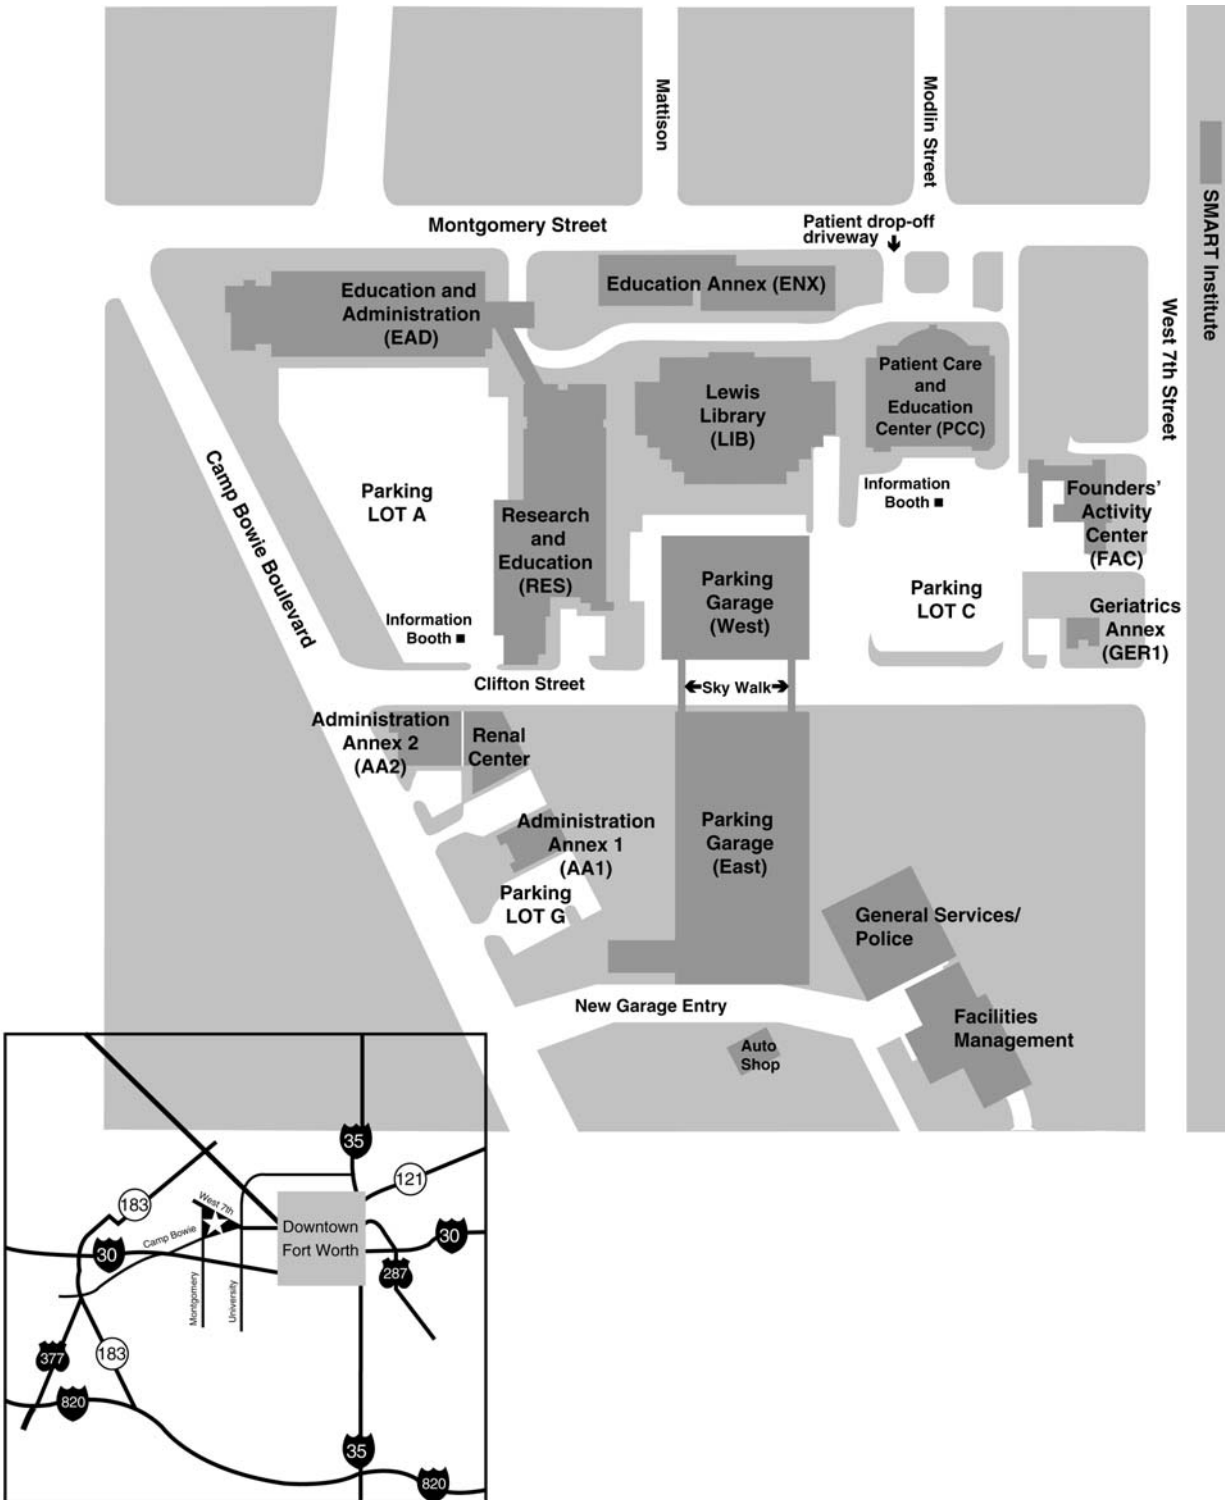 Mattison
Modlin Street
SMART Institute
Montgomery Street
Patient drop-off
driveway
Education and
Administration
(EAD)
Education Annex (ENX)
West 7th Street
Patient Care
and
Education
Center (PCC)
Lewis
Library
(LIB)
Camp Bowie Boulevard
Parking
LOT A
Information
Booth
Founders'
Activity
Center
(FAC)
Research
and
Education
(RES)
Parking
Garage
(West)
Parking
LOT C
Geriatrics
Annex
(GER1)
Information
Booth
Clifton Street
Sky Walk
Administration
Annex 2
(AA2)
Renal
Center
Administration
Annex 1
(AA1)
Parking
Garage
(East)
Parking
LOT G
General Services/
Police
New Garage Entry
Facilities
Management
Auto
Shop
35
121
183
West 7th
Camp Bowie
Downtown
Fort Worth
30
30
287
Montgomery
University
377
183
820
35
820